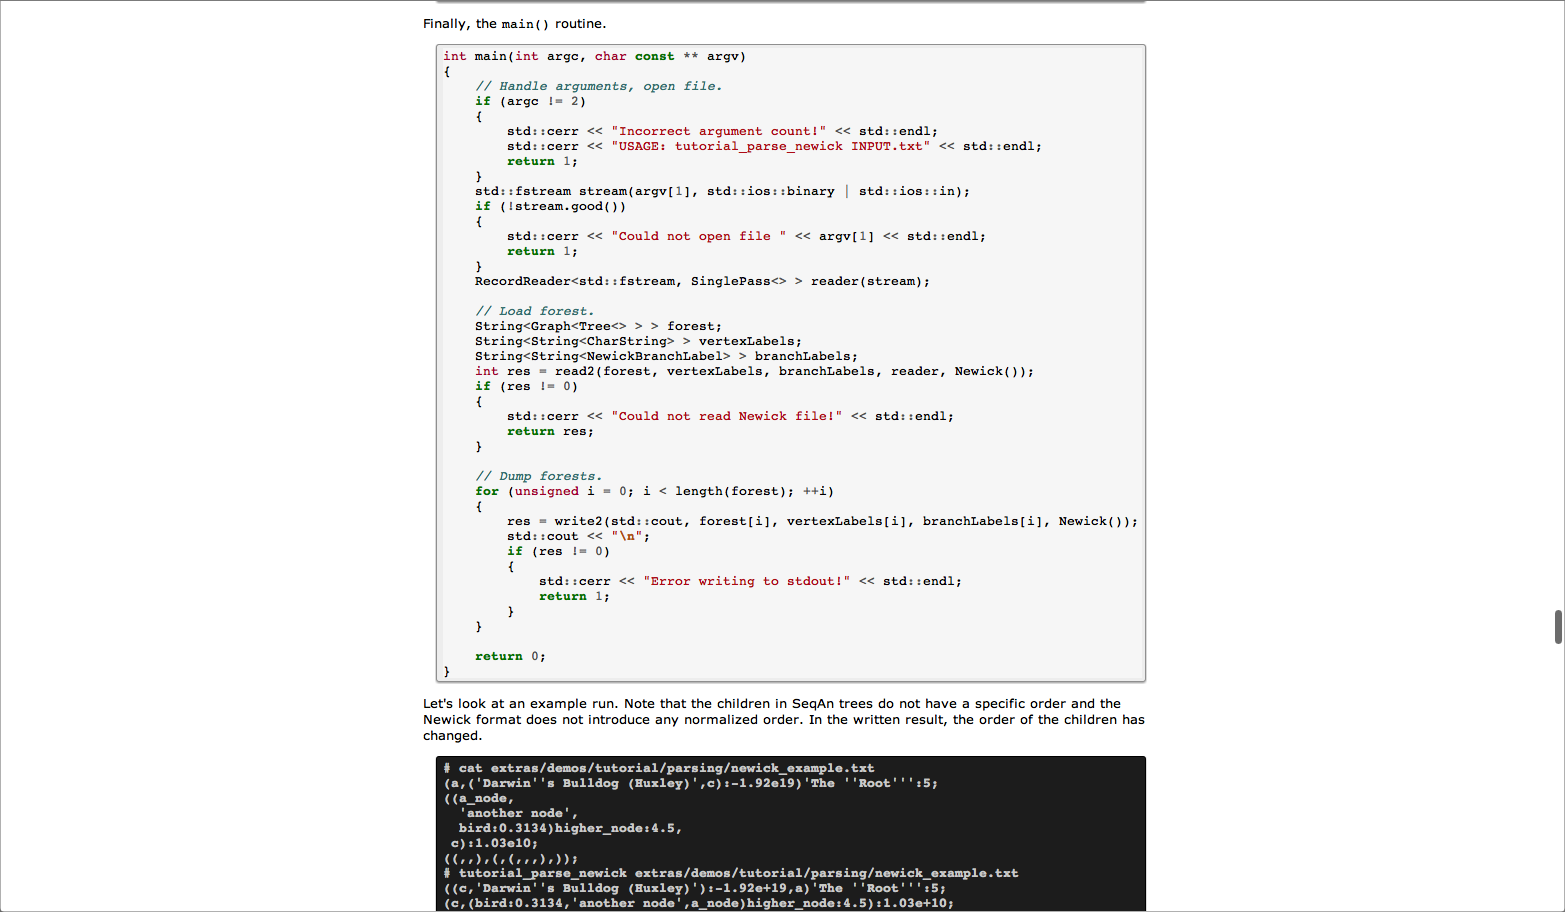 Finally, the main() routine.
int main(int argc, char const ** argv)
{
    // Handle arguments, open file.
    if (argc != 2)
    {
        std::cerr << "Incorrect argument count!" << std::endl;
        std::cerr << "USAGE: tutorial_parse_newick INPUT.txt" << std::endl;
        return 1;
    }
    std::fstream stream(argv[1], std::ios::binary | std::ios::in);
    if (!stream.good())
    {
        std::cerr << "Could not open file " << argv[1] << std::endl;
        return 1;
    }
    RecordReader<std::fstream, SinglePass<> > reader(stream);
    // Load forest.
    String<Graph<Tree<> > > forest;
    String<String<CharString> > vertexLabels;
    String<String<NewickBranchLabel> > branchLabels;
    int res = read2(forest, vertexLabels, branchLabels, reader, Newick());
    if (res != 0)
    {
        std::cerr << "Could not read Newick file!" << std::endl;
        return res;
    }
    // Dump forests.
    for (unsigned i = 0; i < length(forest); ++i)
    {
        res = write2(std::cout, forest[i], vertexLabels[i], branchLabels[i], Newick());
        std::cout << "\n";
        if (res != 0)
        {
            std::cerr << "Error writing to stdout!" << std::endl;
            return 1;
        }
    }
    return 0;
}
Let's look at an example run. Note that the children in SeqAn trees do not have a specific order and the
Newick format does not introduce any normalized order. In the written result, the order of the children has
changed.
# cat extras/demos/tutorial/parsing/newick_example.txt
(a,('Darwin''s Bulldog (Huxley)',c):-1.92e19)'The ''Root''':5;
((a_node,
  'another node',
  bird:0.3134)higher_node:4.5,
 c):1.03e10;
((,,),(,(,,,),));
# tutorial_parse_newick extras/demos/tutorial/parsing/newick_example.txt
((c,'Darwin''s Bulldog (Huxley)'):-1.92e+19,a)'The ''Root''':5;
(c,(bird:0.3134,'another node',a_node)higher_node:4.5):1.03e+10;